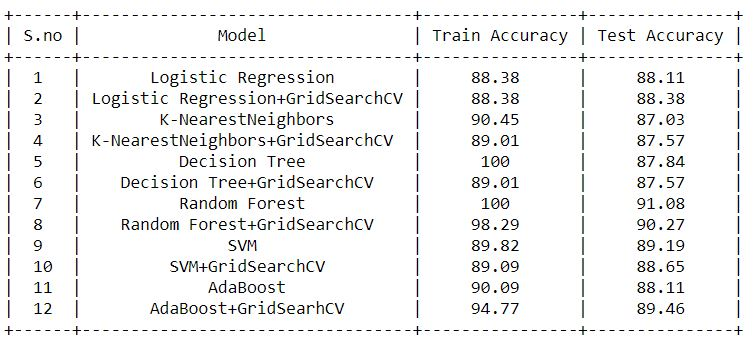 +------+--------------------------------+----------------+---------------+
| S.no | Model | Train Accuracy | Test Accuracy |
+------+--------------------------------+----------------+---------------+
| 1 | Logistic Regression | 88.38 | 88.11 |
| 2 | Logistic Regression+GridSearchCV | 88.38 | 88.38 |
| 3 | K-NearestNeighbors | 90.45 | 87.03 |
| 4 | K-NearestNeighbors+GridSearchCV | 89.01 | 87.57 |
| 5 | Decision Tree | 100 | 87.84 |
| 6 | Decision Tree+GridSearchCV | 89.01 | 87.57 |
| 7 | Random Forest | 100 | 91.08 |
| 8 | Random Forest+GridSearchCV | 98.29 | 90.27 |
| 9 | SVM | 89.82 | 89.19 |
| 10 | SVM+GridSearchCV | 89.09 | 88.65 |
| 11 | AdaBoost | 90.09 | 88.11 |
| 12 | AdaBoost+GridSearhCV | 94.77 | 89.46 |
+------+--------------------------------+----------------+---------------+